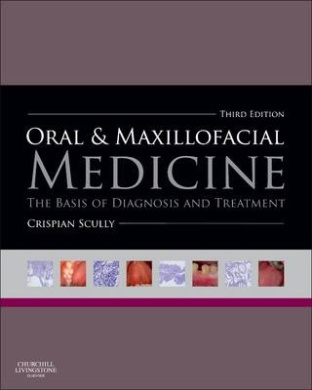 THIRD EDITION
ORAL & MAXILLOFACIAL
MEDICINE
THE BASIS OF DIAGNOSIS AND TREATMENT
CRISPIAN SCULLY
CHURCHILL
LIVINGSTONE
ELSEVIER